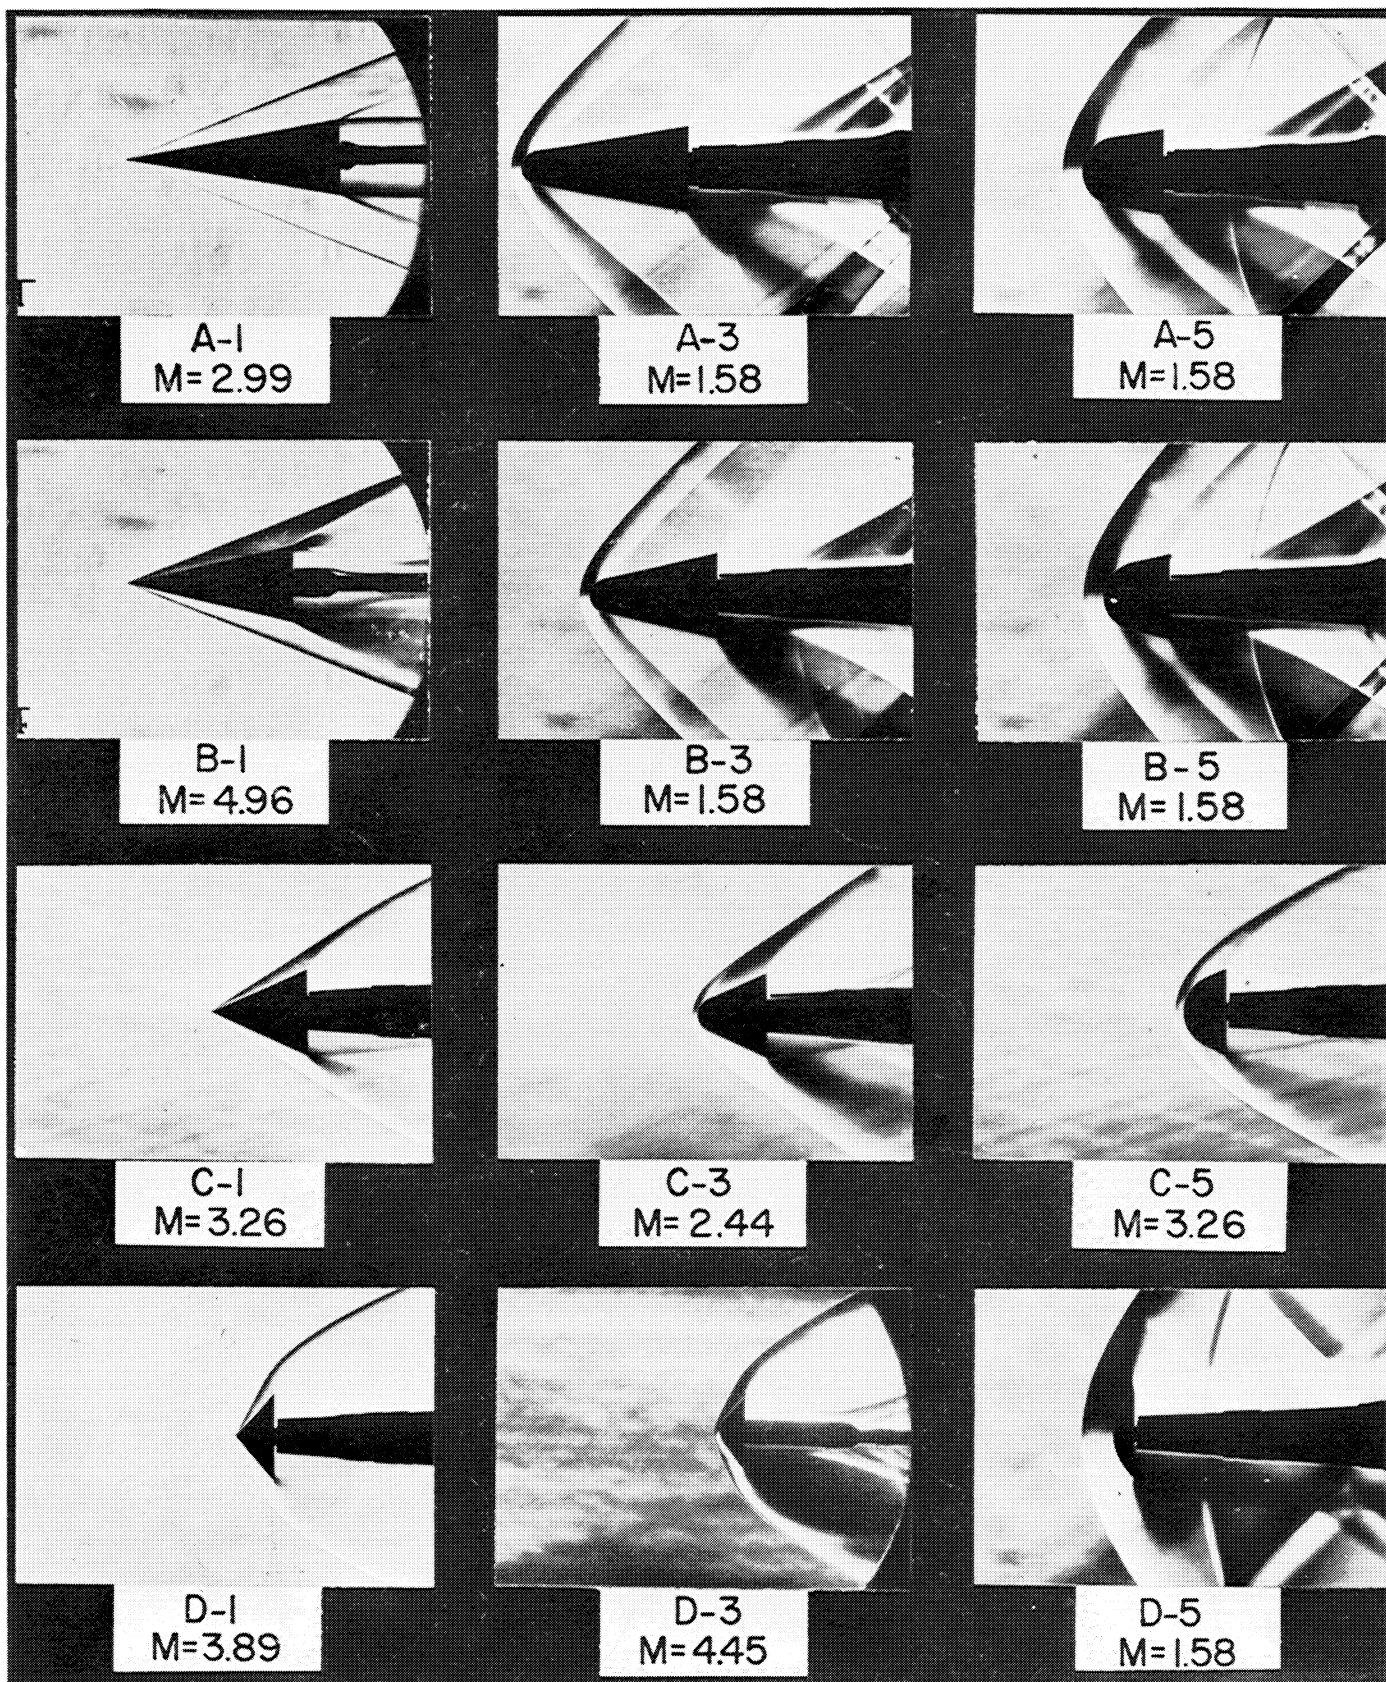 A-1
M=2.99
A-3
M=1.58
A-5
M=1.58
B-1
M=4.96
B-3
M=1.58
B-5
M=1.58
C-1
M=3.26
C-3
M=2.44
C-5
M=3.26
D-1
M=3.89
D-3
M=4.45
D-5
M=1.58